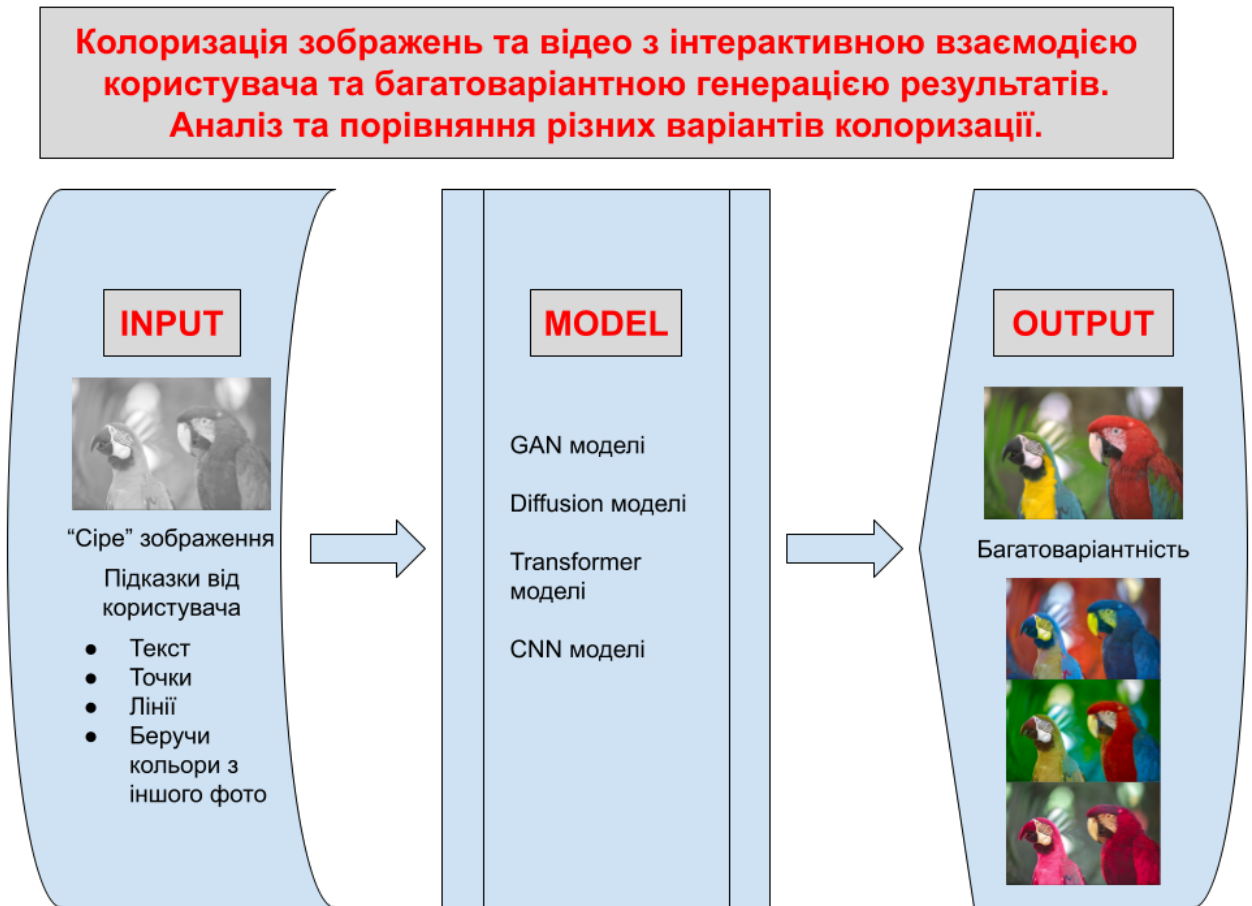 Колоризація зображень та відео з інтерактивною взаємодією
користувача та багатоваріантною генерацією результатів.
Аналіз та порівняння різних варіантів колоризації.
INPUT
“Сіре” зображення
Підказки від
користувача
● Текст
● Точки
● Лінії
● Беручи
кольори з
іншого фото
MODEL
GAN моделі
Diffusion моделі
Transformer
моделі
CNN моделі
OUTPUT
Багатоваріантність